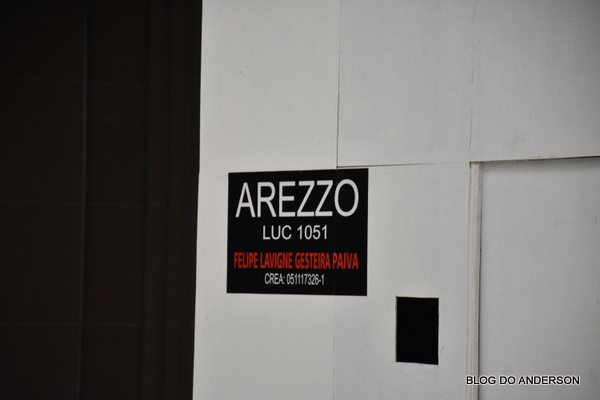 AREZZO
LUC 1051
FELIPE LAVIGNE GESTEIRA PAIVA
CREA: 051117326-1
BLOG DO ANDERSON